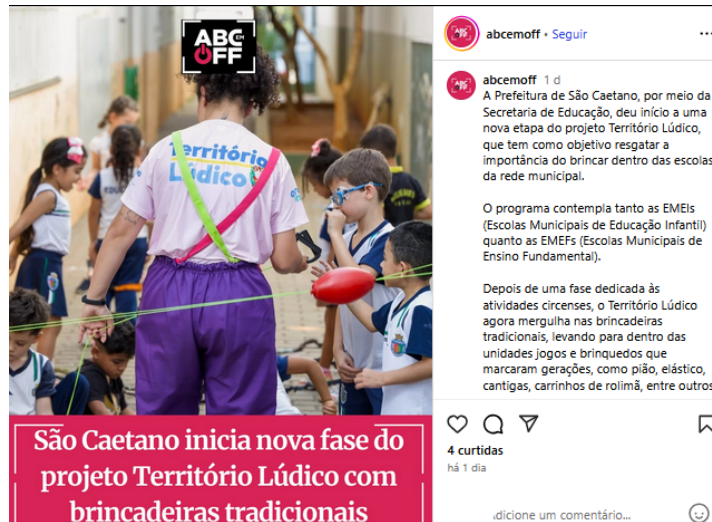 ABC EM
OFF
Território
Lúdico
São Caetano inicia nova fase do
projeto Território Lúdico com
brincadeiras tradicionais
abcemoff • Seguir
abcemoff 1 d
A Prefeitura de São Caetano, por meio da
Secretaria de Educação, deu início a uma
nova etapa do projeto Território Lúdico,
que tem como objetivo resgatar a
importância do brincar dentro das escolas
da rede municipal.
O programa contempla tanto as EMEIs
(Escolas Municipais de Educação Infantil)
quanto as EMEFs (Escolas Municipais de
Ensino Fundamental).
Depois de uma fase dedicada às
atividades circenses, o Território Lúdico
agora mergulha nas brincadeiras
tradicionais, levando para dentro das
unidades jogos e brinquedos que
marcaram gerações, como pião, elástico,
cantigas, carrinhos de rolimã, entre outros
4 curtidas
há 1 dia
dicione um comentário...